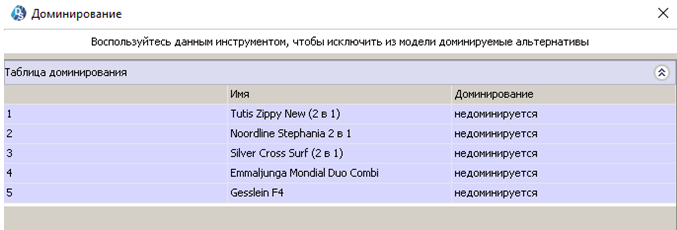 Доминирование
Воспользуйтесь данным инструментом, чтобы исключить из модели доминируемые альтернативы
Таблица доминирования
Имя Доминирование
1 Tutis Zippy New (2 в 1) недоминируется
2 Noordline Stephania 2 в 1 недоминируется
3 Silver Cross Surf (2 в 1) недоминируется
4 Emmaljunga Mondial Duo Combi недоминируется
5 Gesslein F4 недоминируется